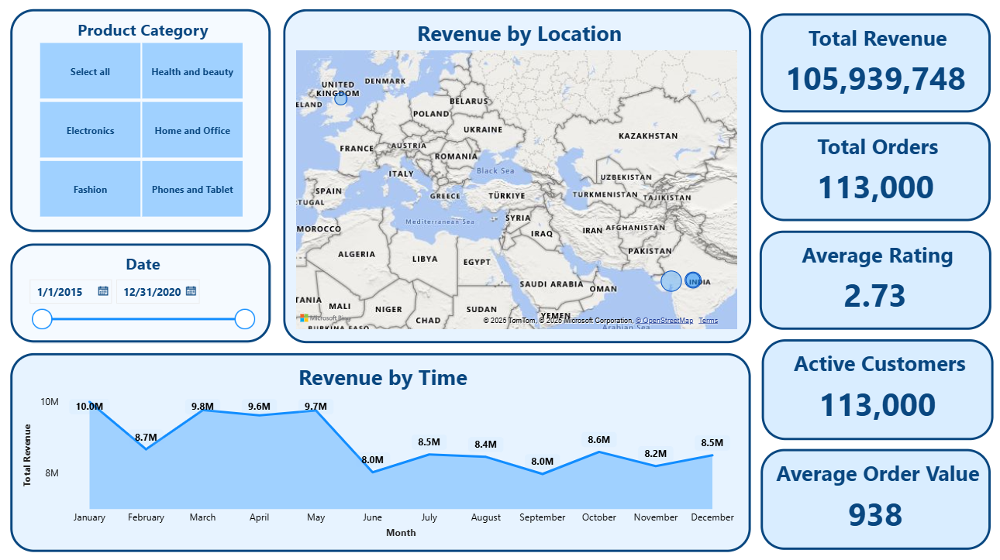 Product Category
Select all
Health and beauty
Electronics
Home and Office
Fashion
Phones and Tablet
Date
1/1/2015
12/31/2020
Revenue by Location
UNITED
KINGDOM
DENMARK
ELAND
BELARUS
POLAND
UKRAINE
KAZAKHSTAN
FRANCE
AUSTRIA
ROMANIA
ITALY
Black Sea
UZBEKISTAN
SPAIN
GREECE
TÜRKIYE
TURKMENISTAN
TAJIKISTAN
TUGAL
Mediterranean Sea
SYRIA
MOROCCO
IRAQ
IRAN
AFGHANISTAN
PAKISTAN
ALGERIA
LIBYA
EGYPT
SAUDI ARABIA
OMAN
INDIA
TANIA
MALI
NIGER
CHAD
SUDAN
YEMEN
Microsoft Bing
© 2025 TomTom, © 2025 Microsoft Corporation, © OpenStreetMap Terms
BURKINA FASO
Arabian Sea
Revenue by Time
Total Revenue
10M
8M
10.0M
8.7M
9.8M
9.6M
9.7M
8.0M
8.5M
8.4M
8.0M
8.6M
8.2M
8.5M
January
February
March
April
May
June
July
August
September
October
November
December
Month
Total Revenue
105,939,748
Total Orders
113,000
Average Rating
2.73
Active Customers
113,000
Average Order Value
938